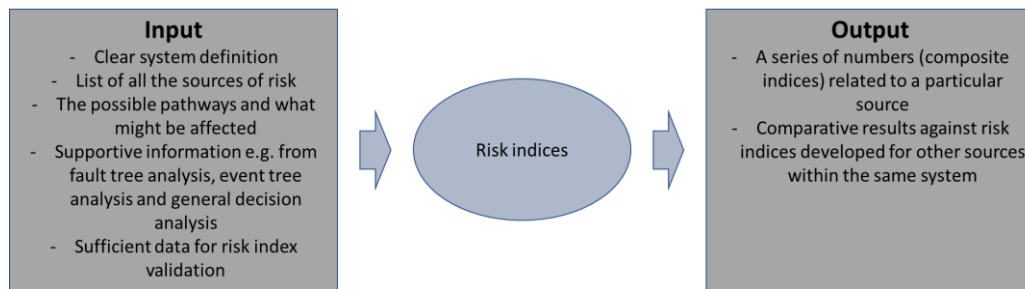 Input
- Clear system definition
- List of all the sources of risk
- The possible pathways and what
might be affected
- Supportive information e.g. from
fault tree analysis, event tree
analysis and general decision
analysis
- Sufficient data for risk index
validation
Risk indices
Output
- A series of numbers (composite
indices) related to a particular
source
- Comparative results against risk
indices developed for other sources
within the same system